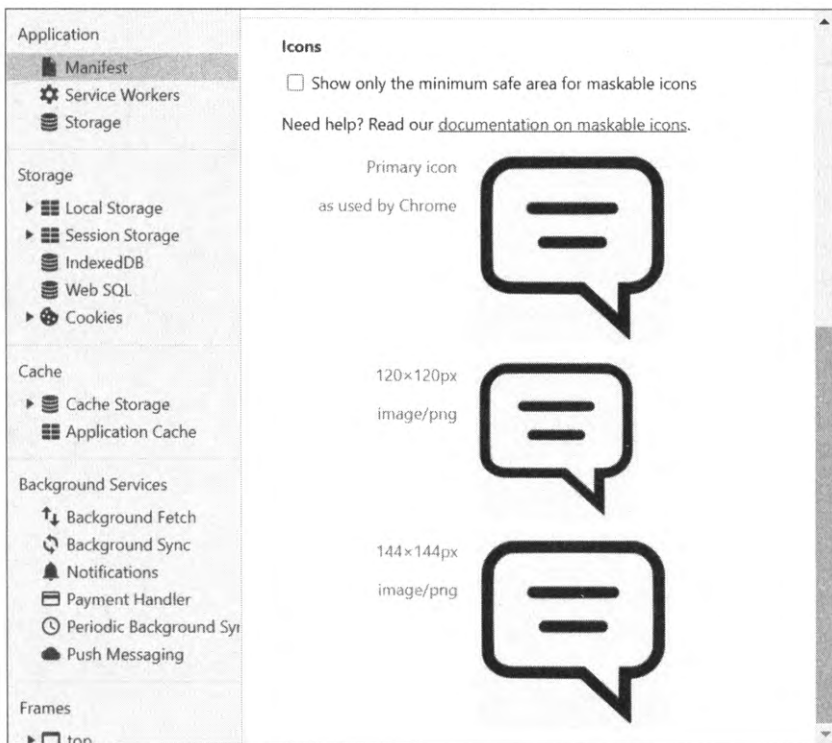 Application
Manifest
Service Workers
Storage
Storage
Local Storage
Session Storage
IndexedDB
Web SQL
Cookies
Cache
Cache Storage
Application Cache
Background Services
Background Fetch
Background Sync
Notifications
Payment Handler
Periodic Background Syn
Push Messaging
Frames
top
Icons
Show only the minimum safe area for maskable icons
Need help? Read our documentation on maskable icons.
Primary icon
as used by Chrome
120×120px
image/png
144×144px
image/png